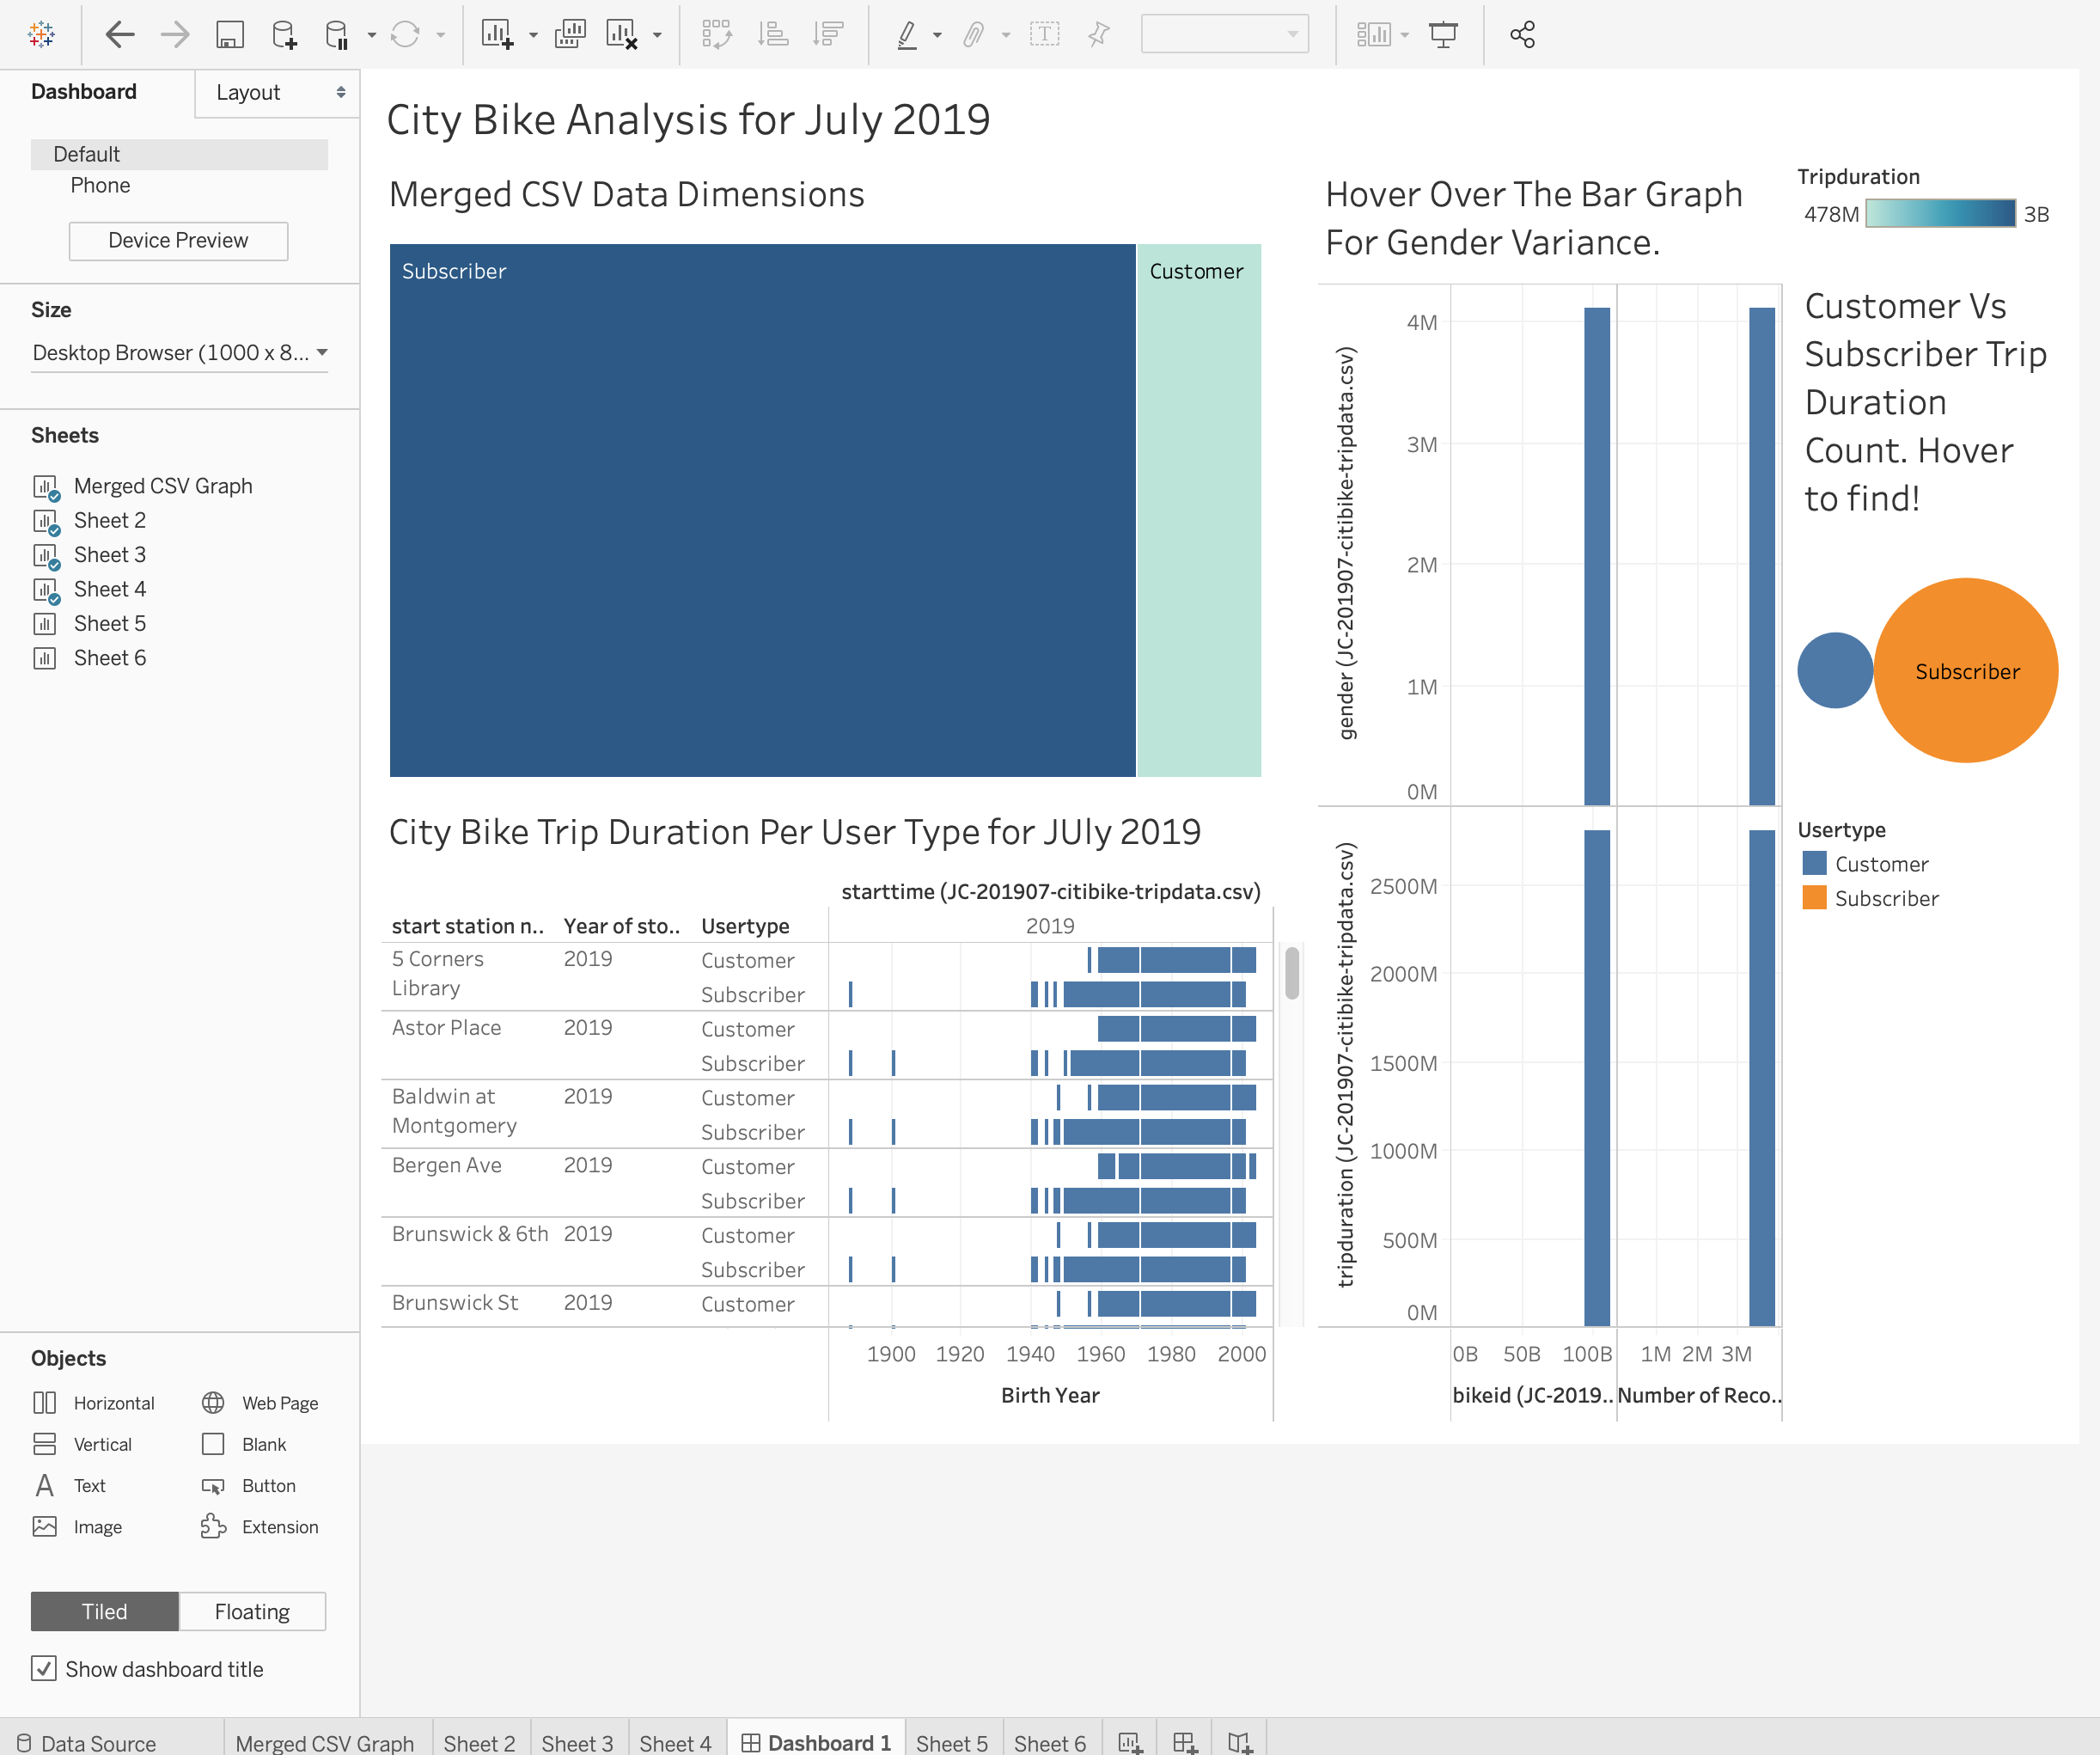 Dashboard
Layout
Default
Phone
Device Preview
Size
Desktop Browser (1000 x 8...
Sheets
Merged CSV Graph
Sheet 2
Sheet 3
Sheet 4
Sheet 5
Sheet 6
Objects
Horizontal
Web Page
Vertical
Blank
Text
Button
Image
Extension
Tiled
Floating
Show dashboard title
City Bike Analysis for July 2019
Merged CSV Data Dimensions
Subscriber
Customer
City Bike Trip Duration Per User Type for JUly 2019
starttime (JC-201907-citibike-tripdata.csv)
start station n.. Year of sto.. Usertype 2019
5 Corners Library 2019 Customer
Subscriber
Astor Place 2019 Customer
Subscriber
Baldwin at Montgomery 2019 Customer
Subscriber
Bergen Ave 2019 Customer
Subscriber
Brunswick & 6th 2019 Customer
Subscriber
Brunswick St 2019 Customer
1900 1920 1940 1960 1980 2000
Birth Year
Hover Over The Bar Graph
For Gender Variance.
gender (JC-201907-citibike-tripdata.csv)
4M
3M
2M
1M
0M
tripduration (JC-201907-citibike-tripdata.csv)
2500M
2000M
1500M
1000M
500M
0M
0B 50B 100B 1M 2M 3M
bikeid (JC-2019.. Number of Reco..
Tripduration
478M 3B
Customer Vs
Subscriber Trip
Duration
Count. Hover
to find!
Subscriber
Usertype
Customer
Subscriber
Data Source Merged CSV Graph Sheet 2 Sheet 3 Sheet 4 Dashboard 1 Sheet 5 Sheet 6